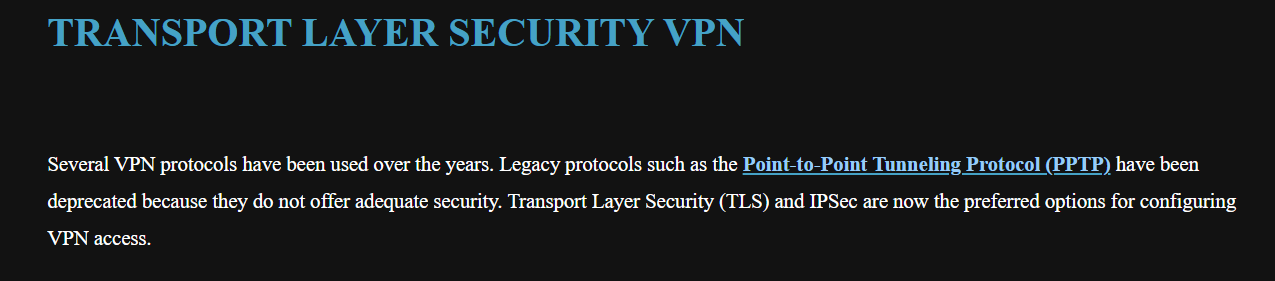 TRANSPORT LAYER SECURITY VPN
Several VPN protocols have been used over the years. Legacy protocols such as the Point-to-Point Tunneling Protocol (PPTP) have been
deprecated because they do not offer adequate security. Transport Layer Security (TLS) and IPSec are now the preferred options for configuring
VPN access.